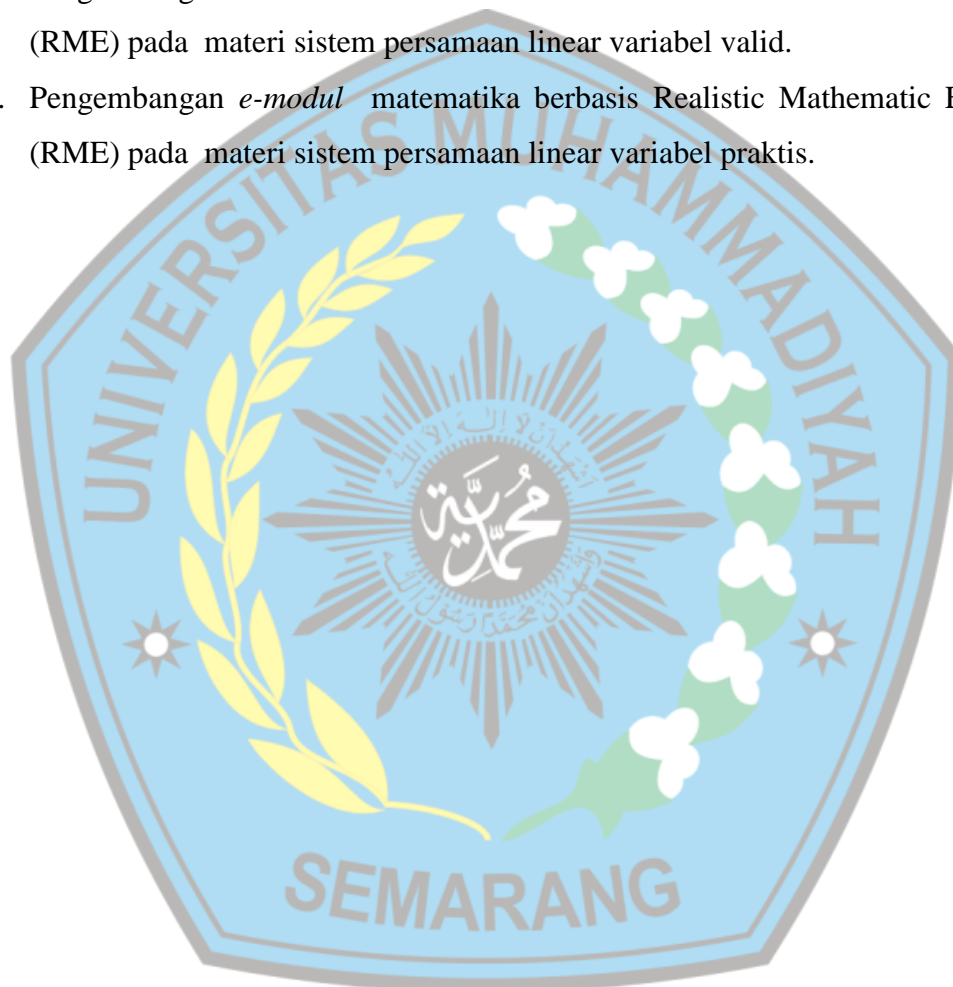 (RME) pada materi sistem persamaan linear variabel valid.
. Pengembangan e-modul matematika berbasis Realistic Mathematic
(RME) pada materi sistem persamaan linear variabel praktis.
UNIVERSITAS MUHAMMADIYAH
محمدية
SEMARANG